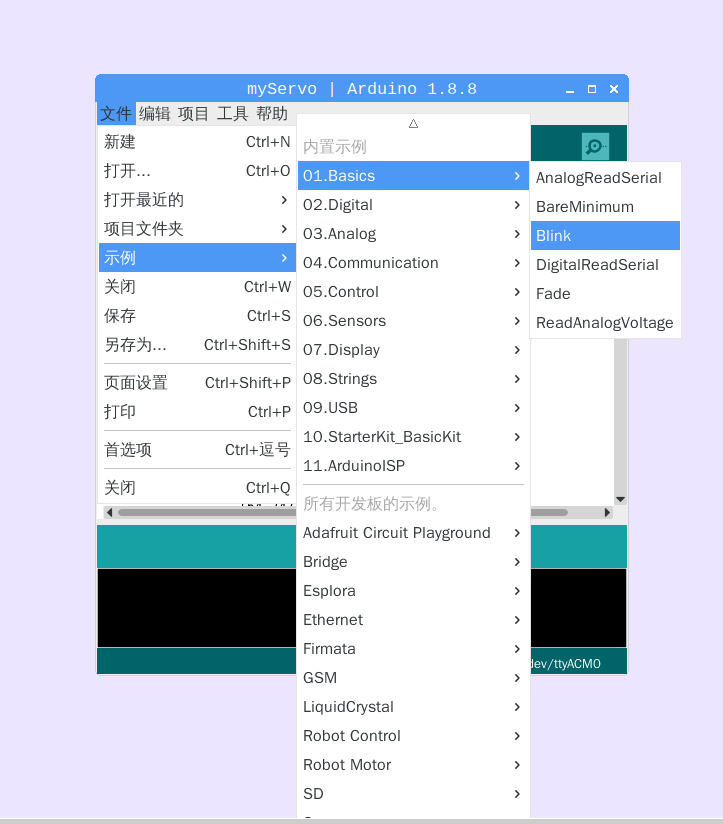 myServo | Arduino 1.8.8
文件 编辑 项目 工具 帮助
新建 Ctrl+N
打开... Ctrl+O
打开最近的
项目文件夹
示例
关闭 Ctrl+W
保存 Ctrl+S
另存为... Ctrl+Shift+S
页面设置 Ctrl+Shift+P
打印 Ctrl+P
首选项 Ctrl+逗号
关闭 Ctrl+Q
内置示例
01.Basics
02.Digital
03.Analog
04.Communication
05.Control
06.Sensors
07.Display
08.Strings
09.USB
10.StarterKit_BasicKit
11.ArduinoISP
所有开发板的示例。
Adafruit Circuit Playground
Bridge
Esplora
Ethernet
Firmata
GSM
LiquidCrystal
Robot Control
Robot Motor
SD
AnalogReadSerial
BareMinimum
Blink
DigitalReadSerial
Fade
ReadAnalogVoltage
dev/ttyACM0